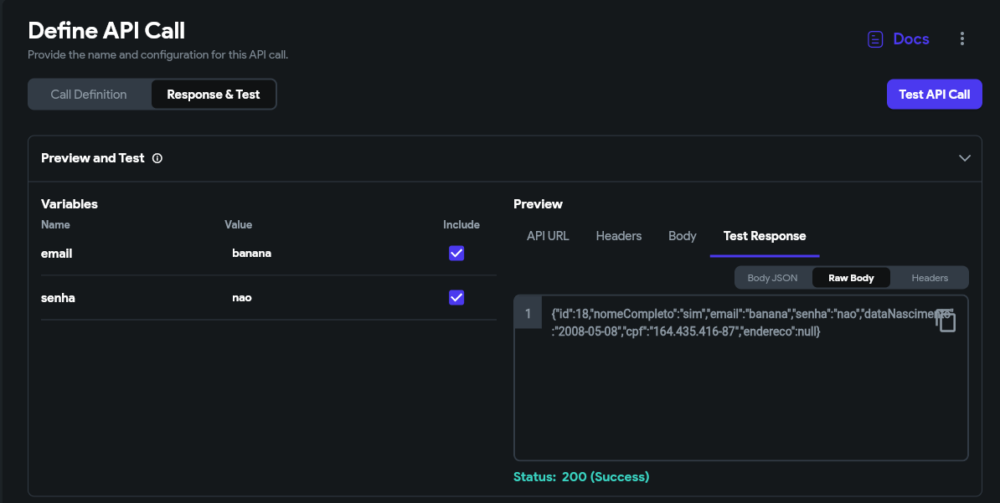 Define API Call
Provide the name and configuration for this API call.
Docs
Call Definition
Response & Test
Test API Call
Preview and Test
Variables
Name Value Include
email banana
senha nao
Preview
API URL Headers Body Test Response
Body JSON Raw Body Headers
1
{"id":18,"nomeCompleto":"sim","email":"banana","senha":"nao","dataNascimento"
:"2008-05-08","cpf":"164.435.416-87","endereco":null}
Status: 200 (Success)